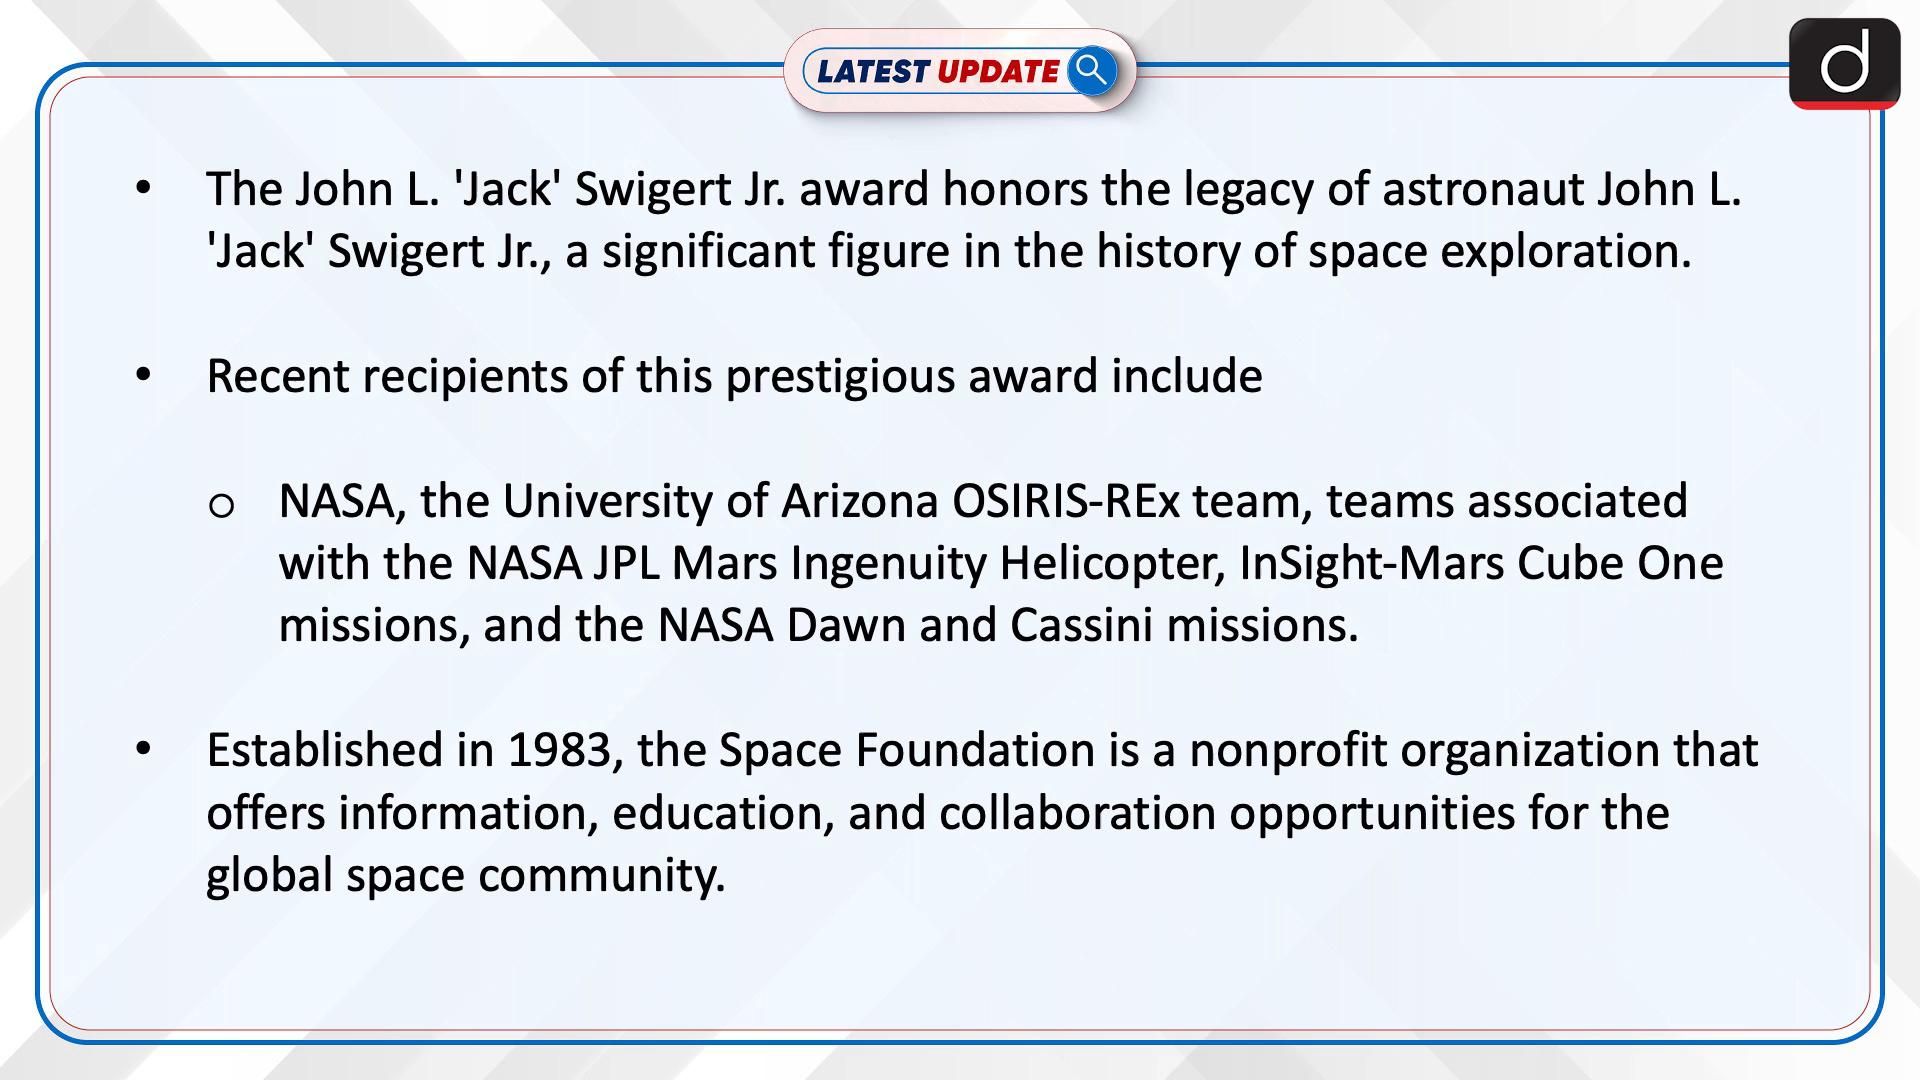 LATEST UPDATE
d
• The John L. 'Jack' Swigert Jr. award honors the legacy of astronaut John L.
'Jack' Swigert Jr., a significant figure in the history of space exploration.
• Recent recipients of this prestigious award include
o NASA, the University of Arizona OSIRIS-REx team, teams associated
with the NASA JPL Mars Ingenuity Helicopter, InSight-Mars Cube One
missions, and the NASA Dawn and Cassini missions.
• Established in 1983, the Space Foundation is a nonprofit organization that
offers information, education, and collaboration opportunities for the
global space community.